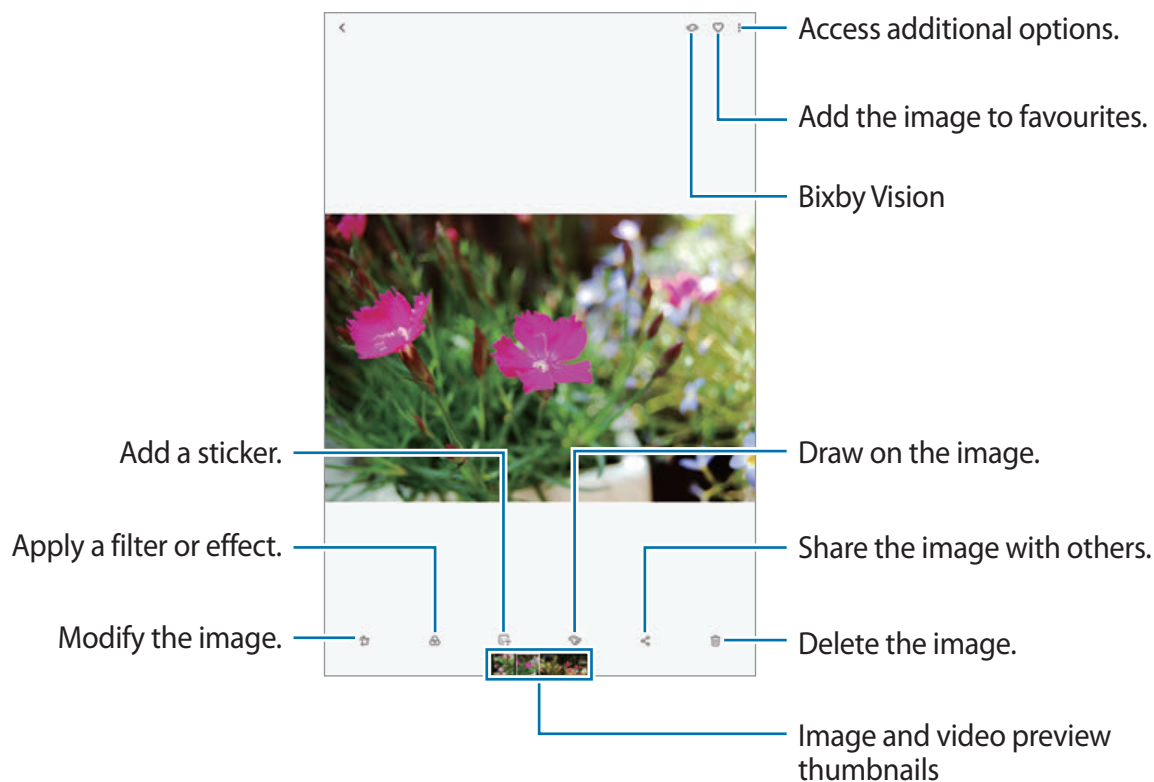 Access additional options.
Add the image to favourites.
Bixby Vision
Add a sticker.
Draw on the image.
Apply a filter or effect.
Share the image with others.
Modify the image.
Delete the image.
Image and video preview
thumbnails